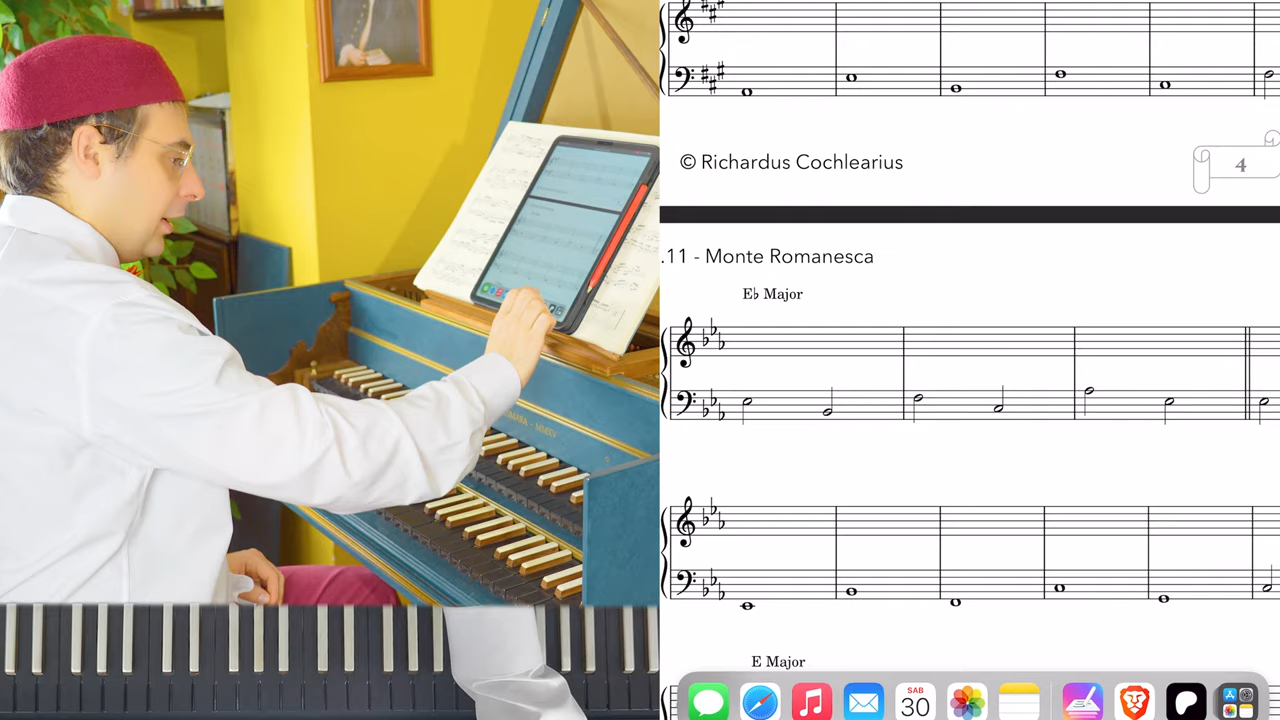 © Richardus Cochlearius
4
.11 - Monte Romanesca
E♭ Major
E Major
SAB
30